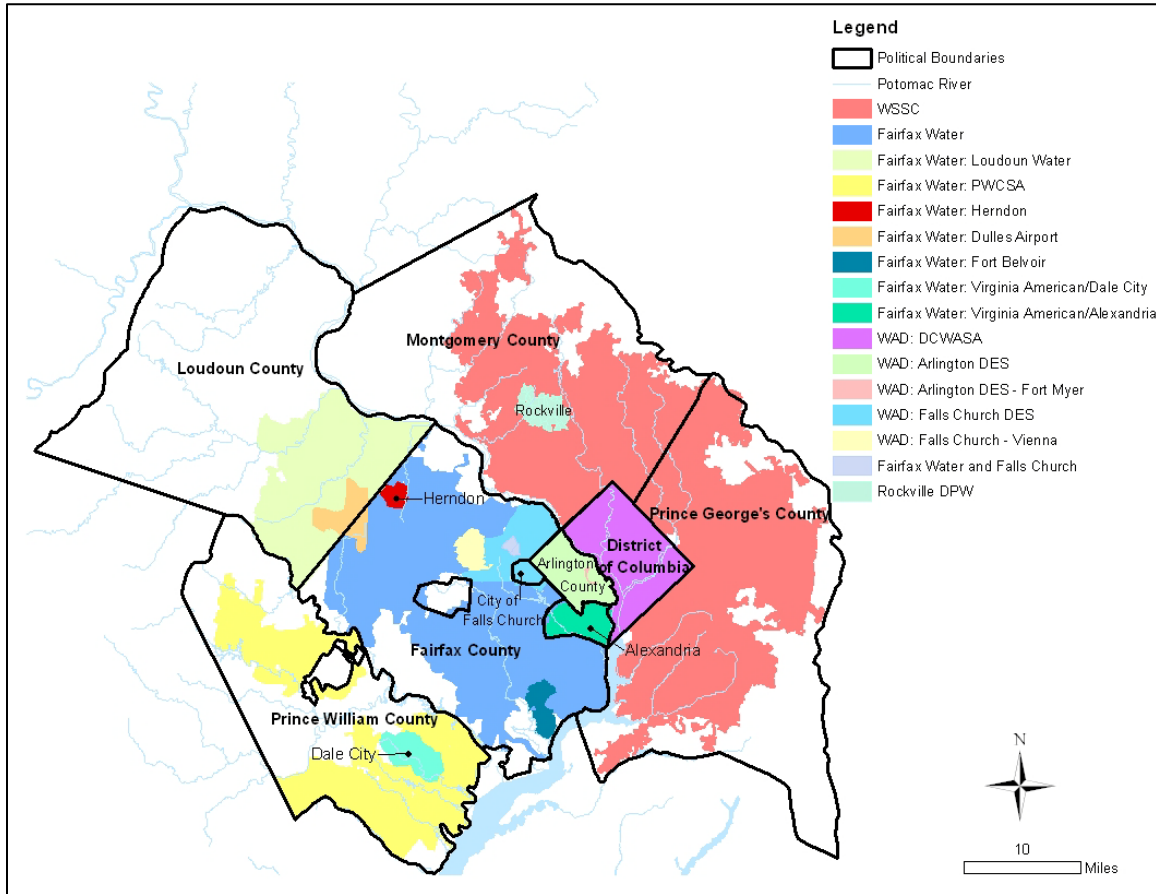 Legend
Political Boundaries
Potomac River
WSSC
Fairfax Water
Fairfax Water: Loudoun Water
Fairfax Water: PWCSA
Fairfax Water: Herndon
Fairfax Water: Dulles Airport
Fairfax Water: Fort Belvoir
Fairfax Water: Virginia American/Dale City
Fairfax Water: Virginia American/Alexandria
WAD: DCWASA
WAD: Arlington DES
WAD: Arlington DES - Fort Myer
WAD: Falls Church DES
WAD: Falls Church - Vienna
Fairfax Water and Falls Church
Rockville DPW
Montgomery County
Loudoun County
Rockville
Herndon
Prince George's County
District
of Columbia
Arlington
County
City of
Falls Church
Fairfax County
Alexandria
Prince William County
Dale City
N
10
Miles